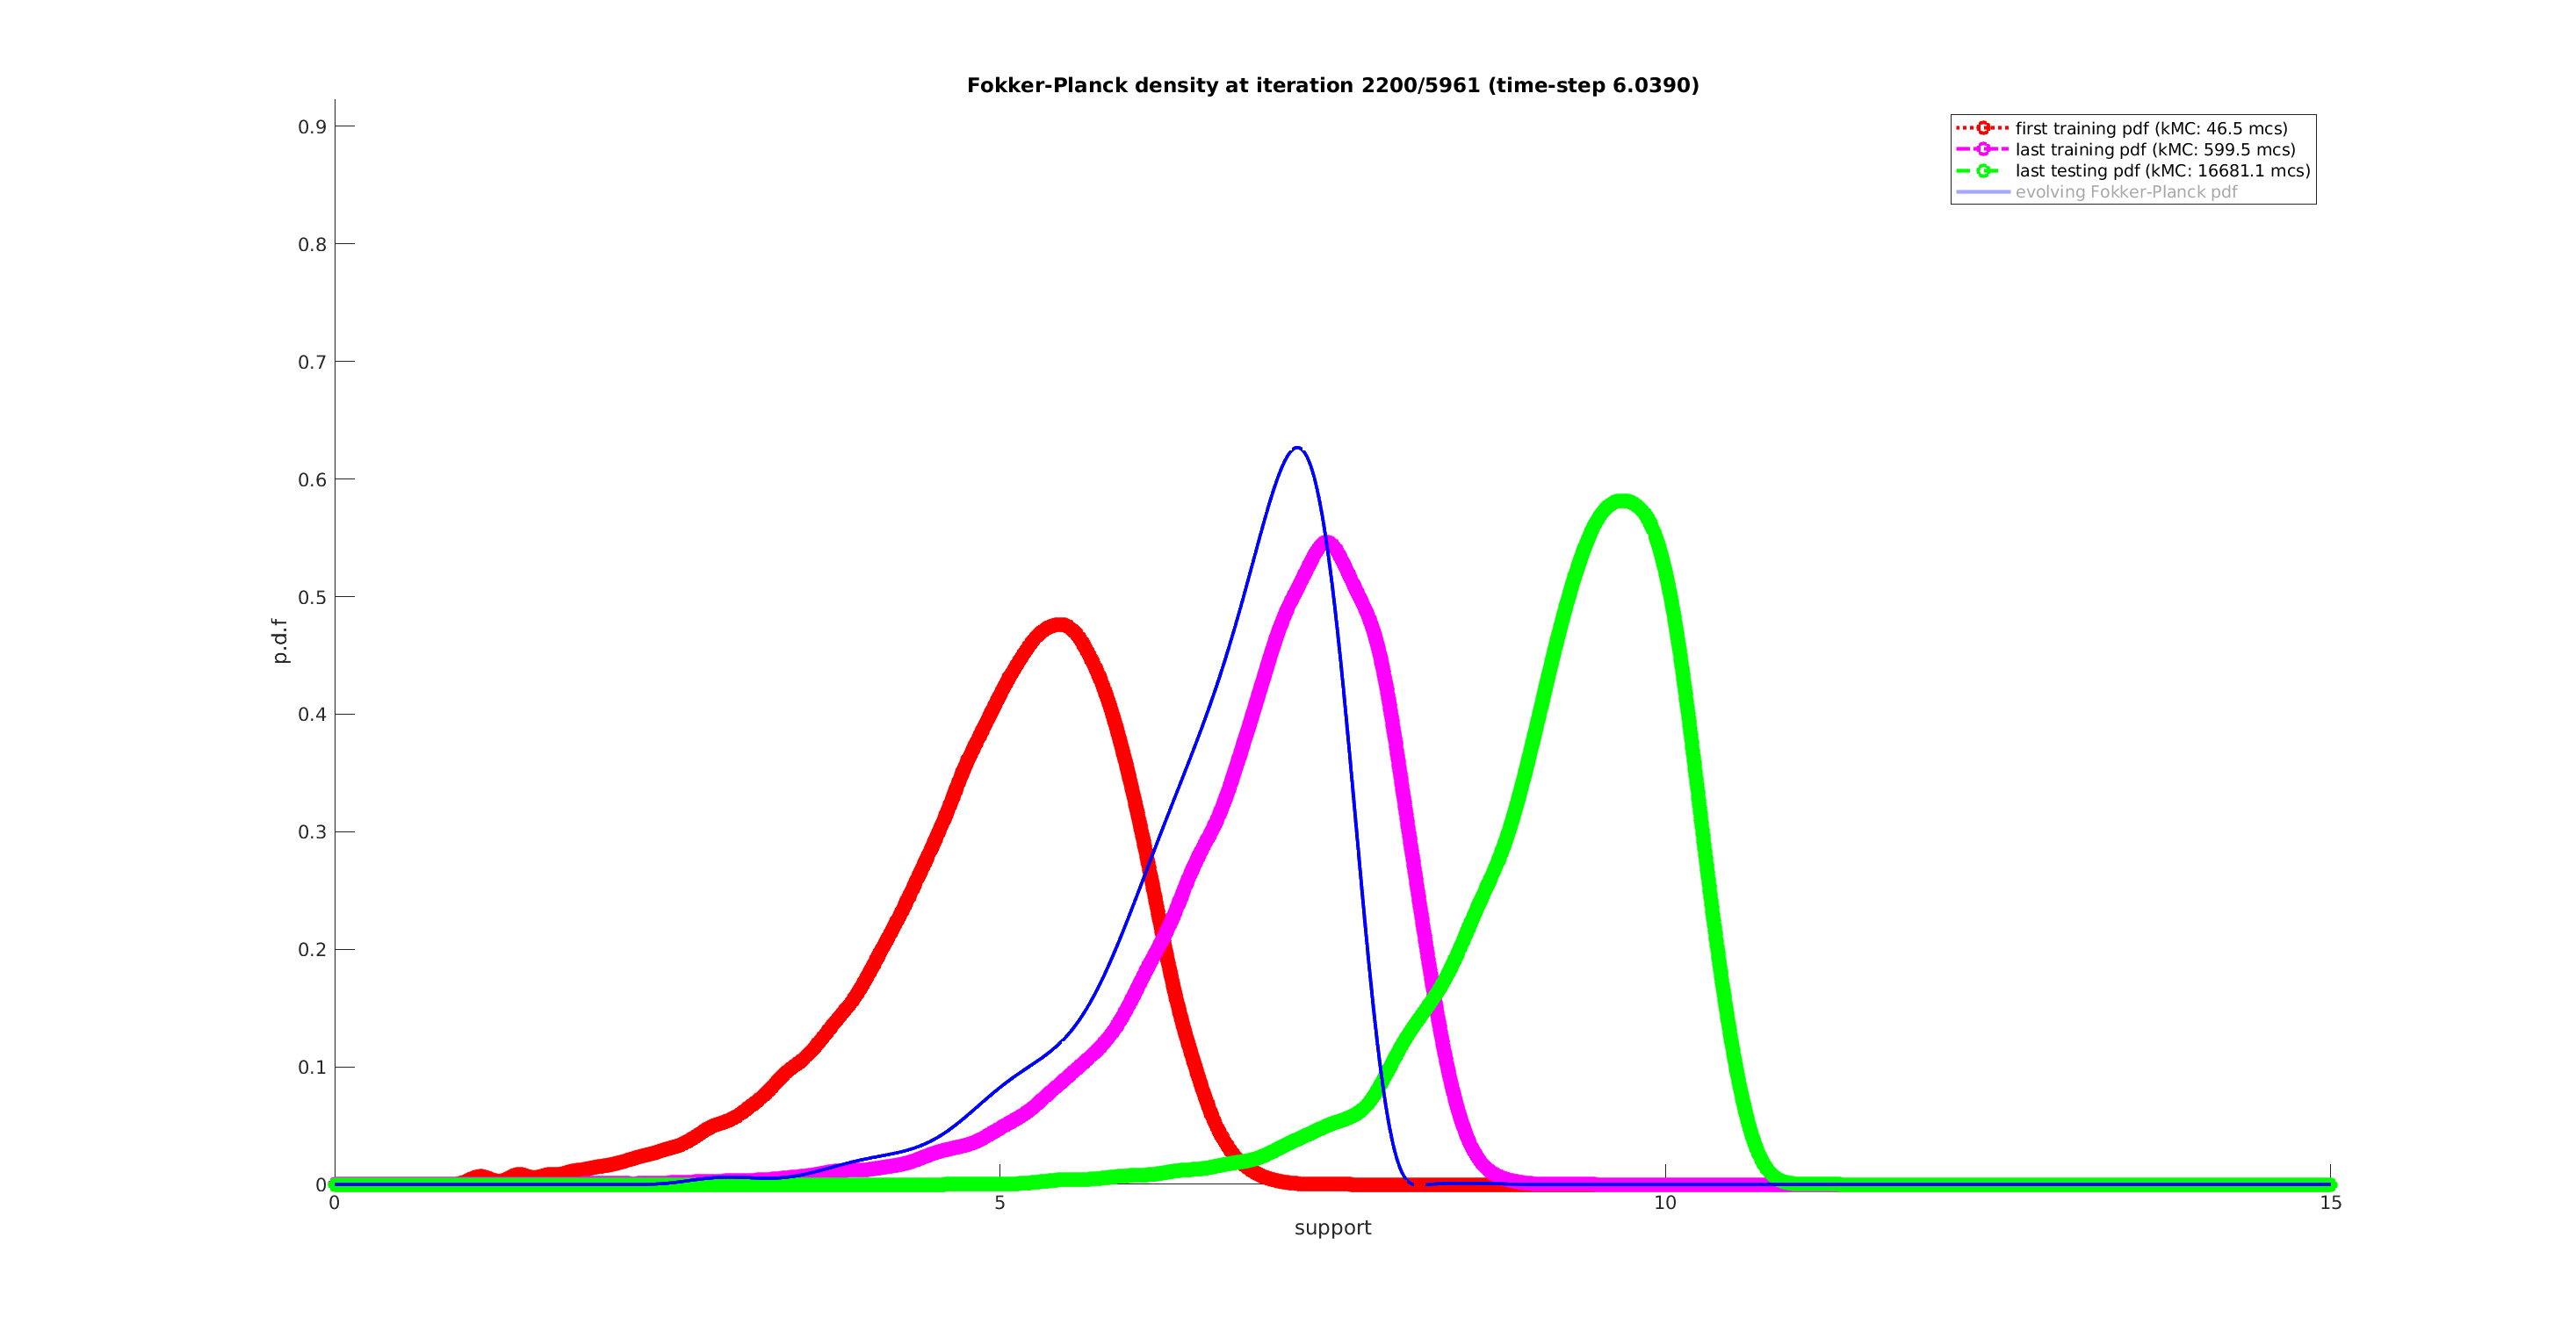 Fokker-Planck density at iteration 2200/5961 (time-step 6.0390)
first training pdf (kMC: 46.5 mcs)
last training pdf (kMC: 599.5 mcs)
last testing pdf (kMC: 16681.1 mcs)
evolving Fokker-Planck pdf
0.9
0.8
0.7
0.6
0.5
0.4
0.3
0.2
0.1
0
p.d.f
0 5 10 15
support